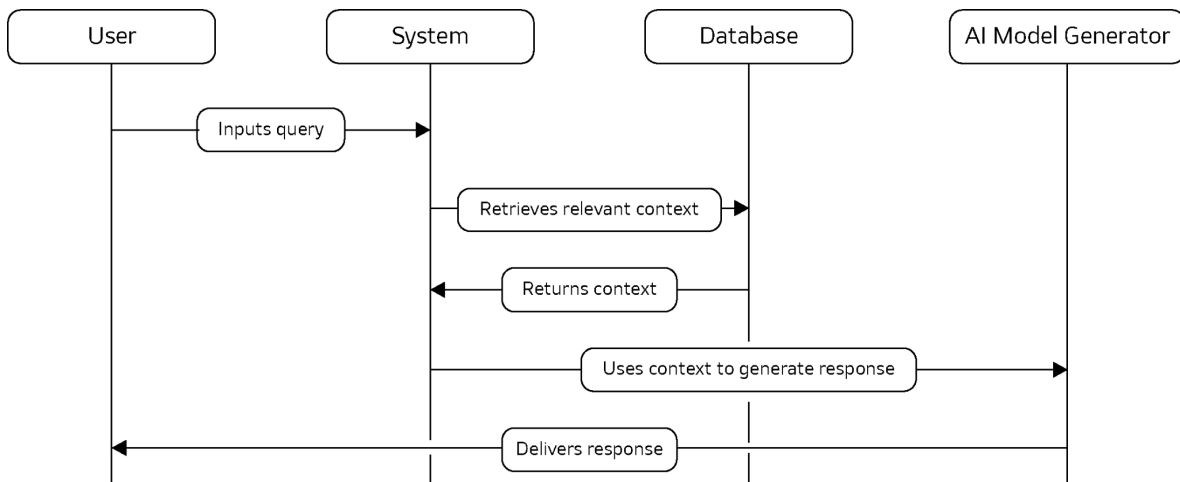 User
System
Database
AI Model Generator
Inputs query
Retrieves relevant context
Returns context
Uses context to generate response
Delivers response